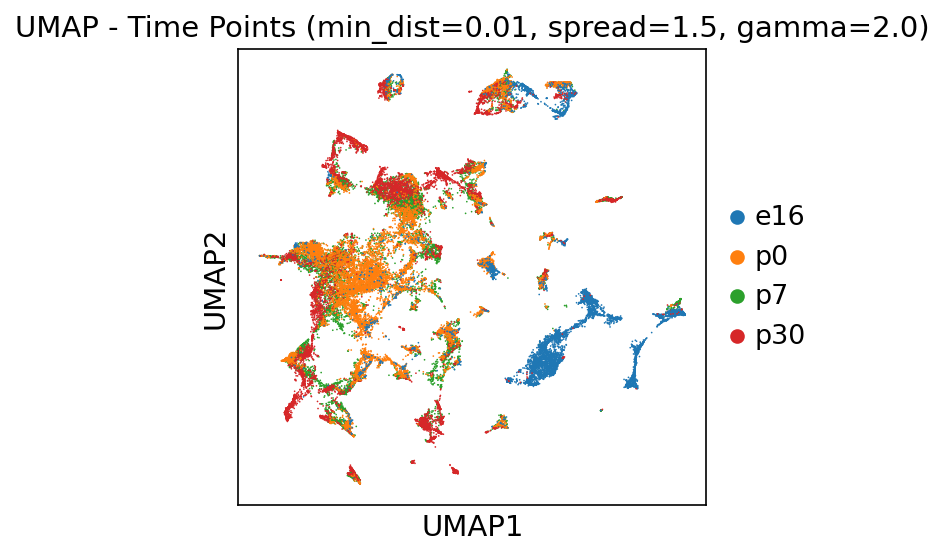 UMAP - Time Points (min_dist=0.01, spread=1.5, gamma=2.0)
UMAP2
e16
p0
p7
p30
UMAP1